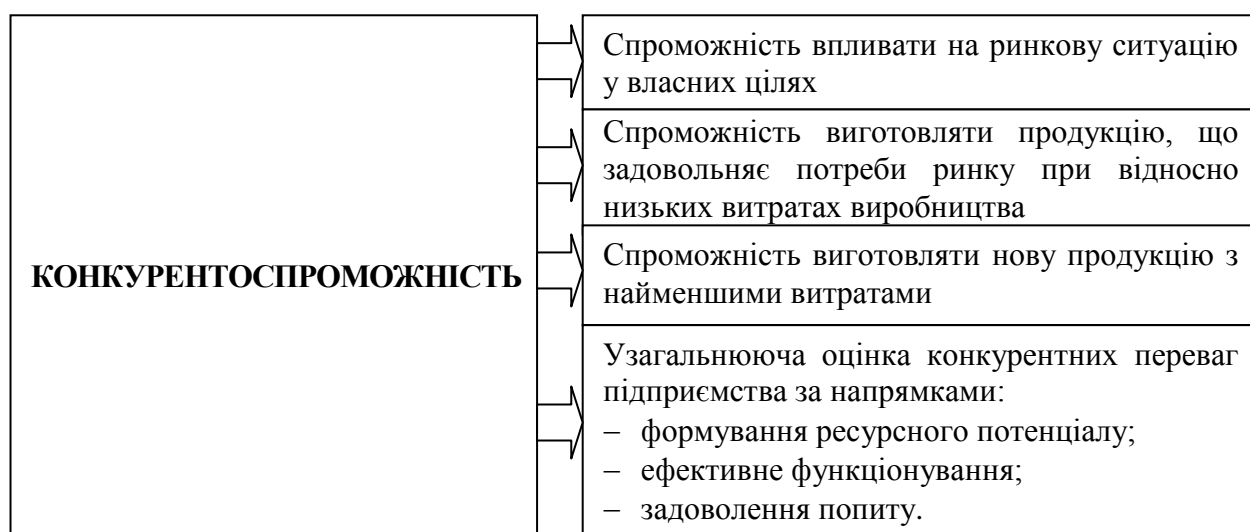 КОНКУРЕНТОСПРОМОЖНІСТЬ
Спроможність впливати на ринкову ситуацію
у власних цілях
Спроможність виготовляти продукцію, що
задовольняє потреби ринку при відносно
низьких витратах виробництва
Спроможність виготовляти нову продукцію з
найменшими витратами
Узагальнююча оцінка конкурентних переваг
підприємства за напрямками:
− формування ресурсного потенціалу;
− ефективне функціонування;
− задоволення попиту.